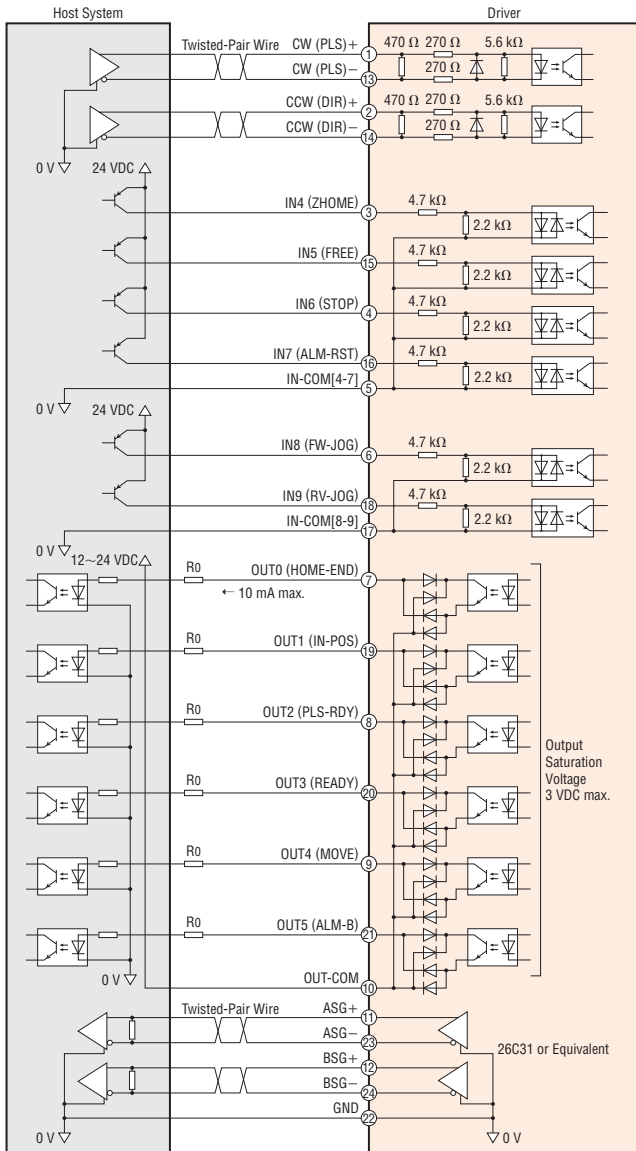 Host System
Driver
Twisted-Pair Wire
CW (PLS)+
1
470 Ω 270 Ω 5.6 kΩ
CW (PLS)−
13
270 Ω
CCW (DIR)+
2
470 Ω 270 Ω 5.6 kΩ
CCW (DIR)−
14
270 Ω
0 V
24 VDC
IN4 (ZHOME)
3
4.7 kΩ
2.2 kΩ
IN5 (FREE)
15
4.7 kΩ
2.2 kΩ
IN6 (STOP)
4
4.7 kΩ
2.2 kΩ
IN7 (ALM-RST)
16
4.7 kΩ
2.2 kΩ
IN-COM[4-7]
5
0 V
24 VDC
IN8 (FW-JOG)
6
4.7 kΩ
2.2 kΩ
IN9 (RV-JOG)
18
4.7 kΩ
2.2 kΩ
IN-COM[8-9]
17
0 V
12~24 VDC
R0
OUT0 (HOME-END)
7
← 10 mA max.
R0
OUT1 (IN-POS)
19
R0
OUT2 (PLS-RDY)
8
Output
Saturation
Voltage
3 VDC max.
R0
OUT3 (READY)
20
R0
OUT4 (MOVE)
9
R0
OUT5 (ALM-B)
21
0 V
OUT-COM
10
Twisted-Pair Wire
ASG+
11
ASG−
23
26C31 or Equivalent
BSG+
12
BSG−
24
GND
22
0 V
0 V